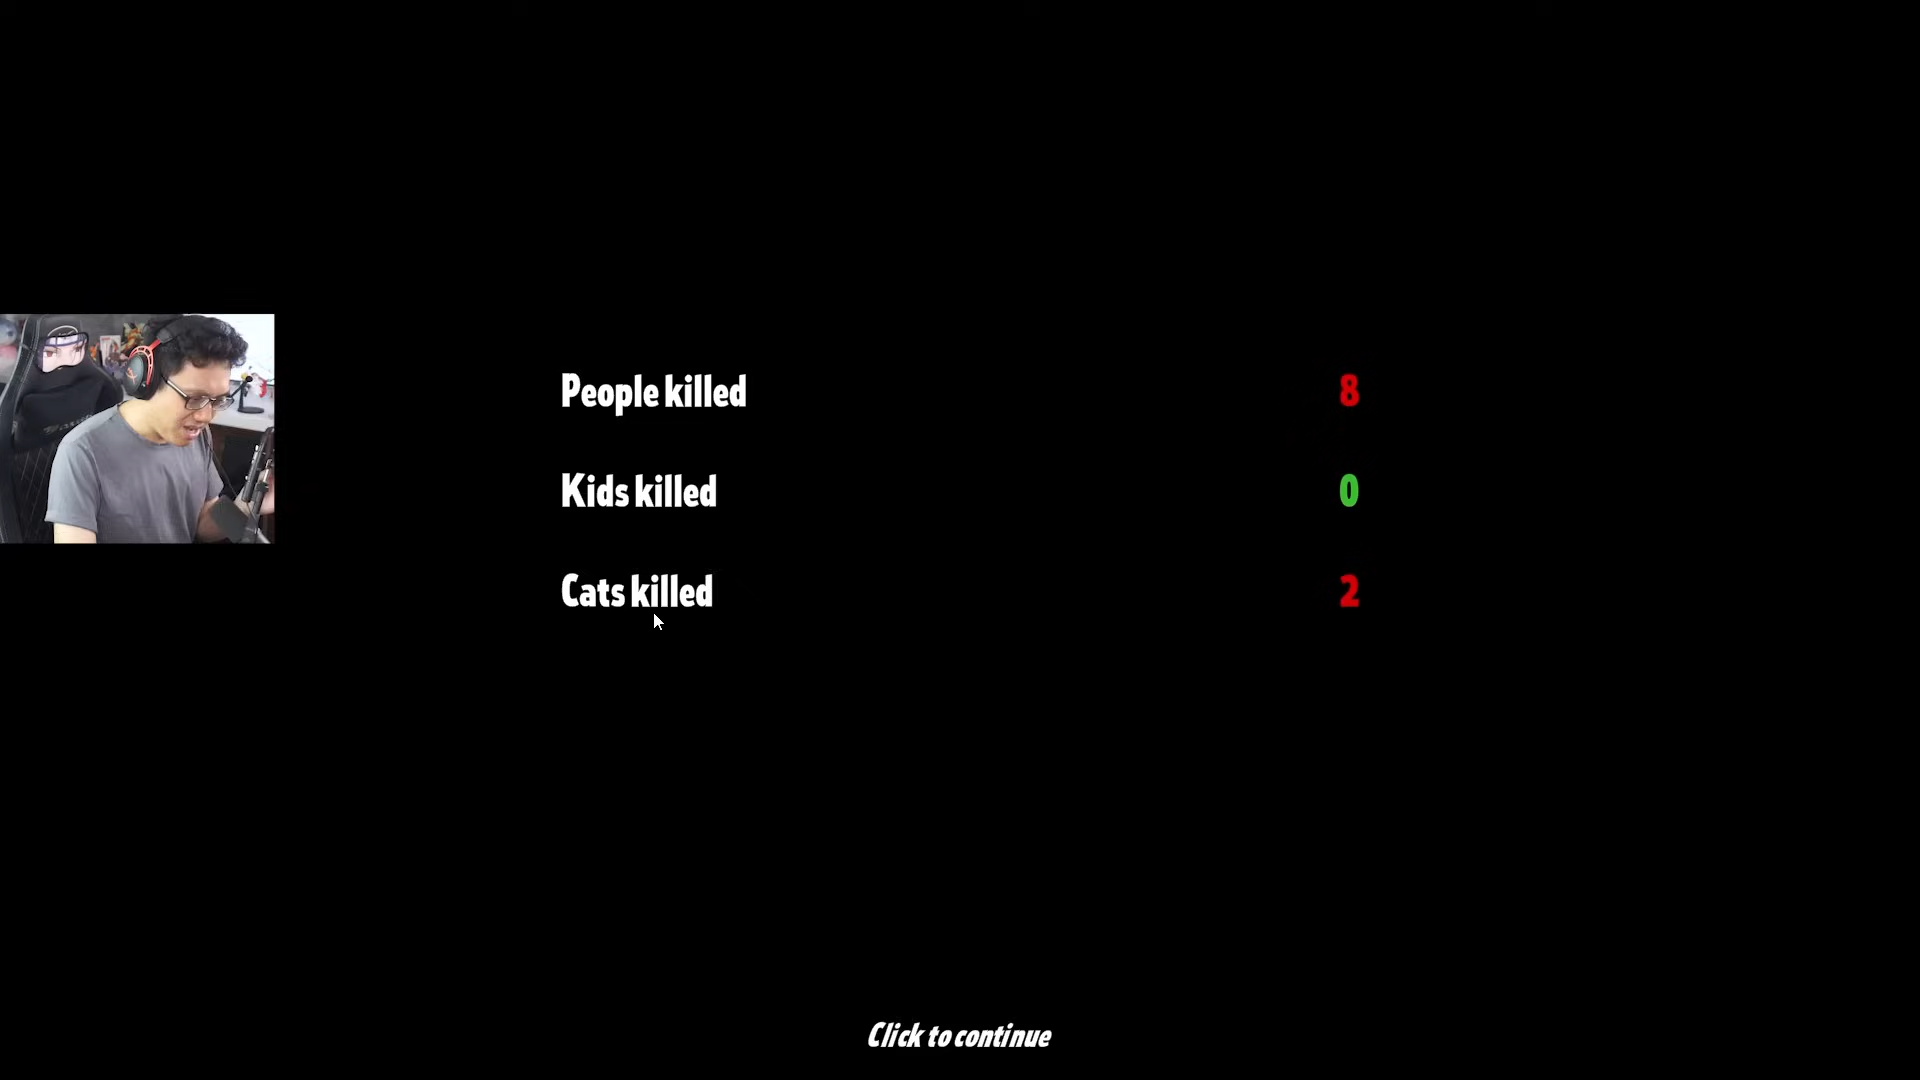 People killed 8
Kids killed 0
Cats killed 2
Click to continue